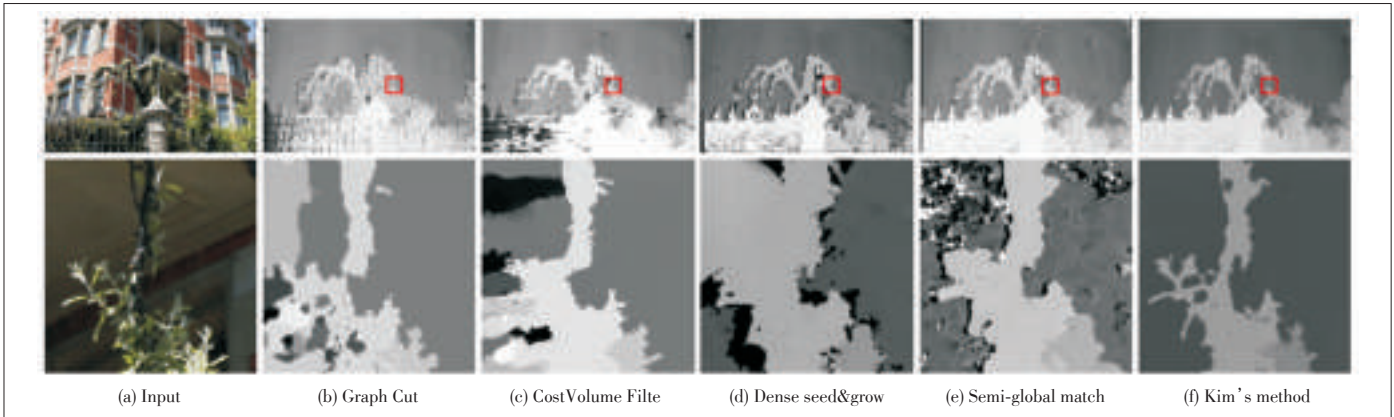 (a) Input
(b) Graph Cut
(c) CostVolume Filte
(d) Dense seed&grow
(e) Semi-global match
(f) Kim's method